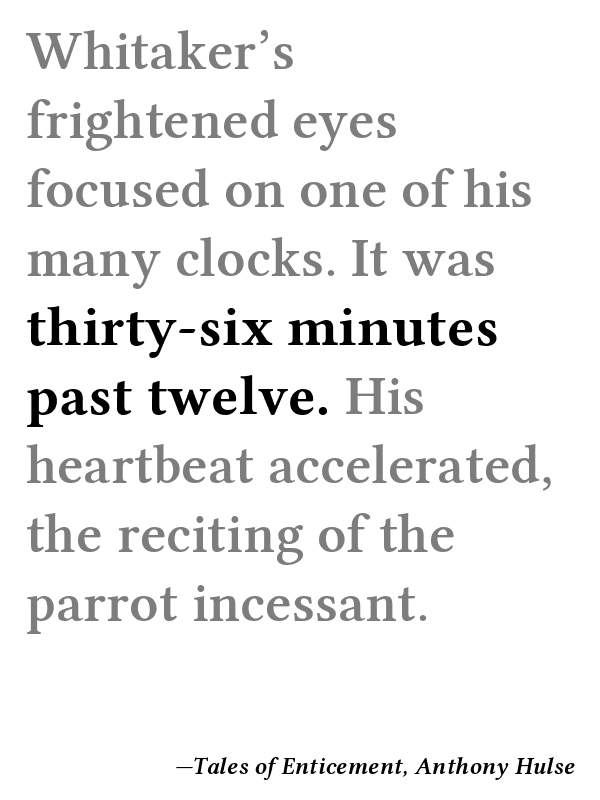 Whitaker’s
frightened eyes
focused on one of his
many clocks. It was
thirty-six minutes
past twelve. His
heartbeat accelerated,
the reciting of the
parrot incessant.
—Tales of Enticement, Anthony Hulse